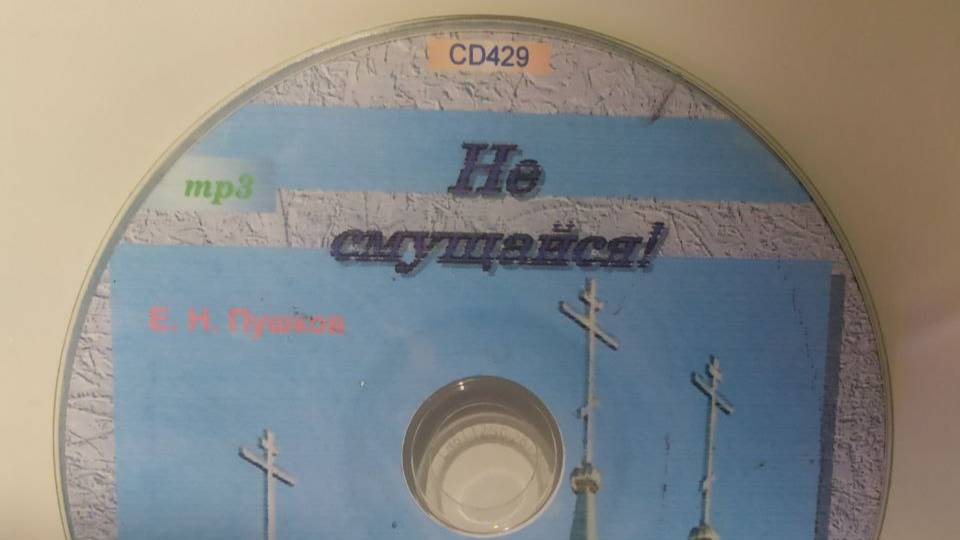 CD429
Не
mp3
смущайся!
Е. Н. Пушков